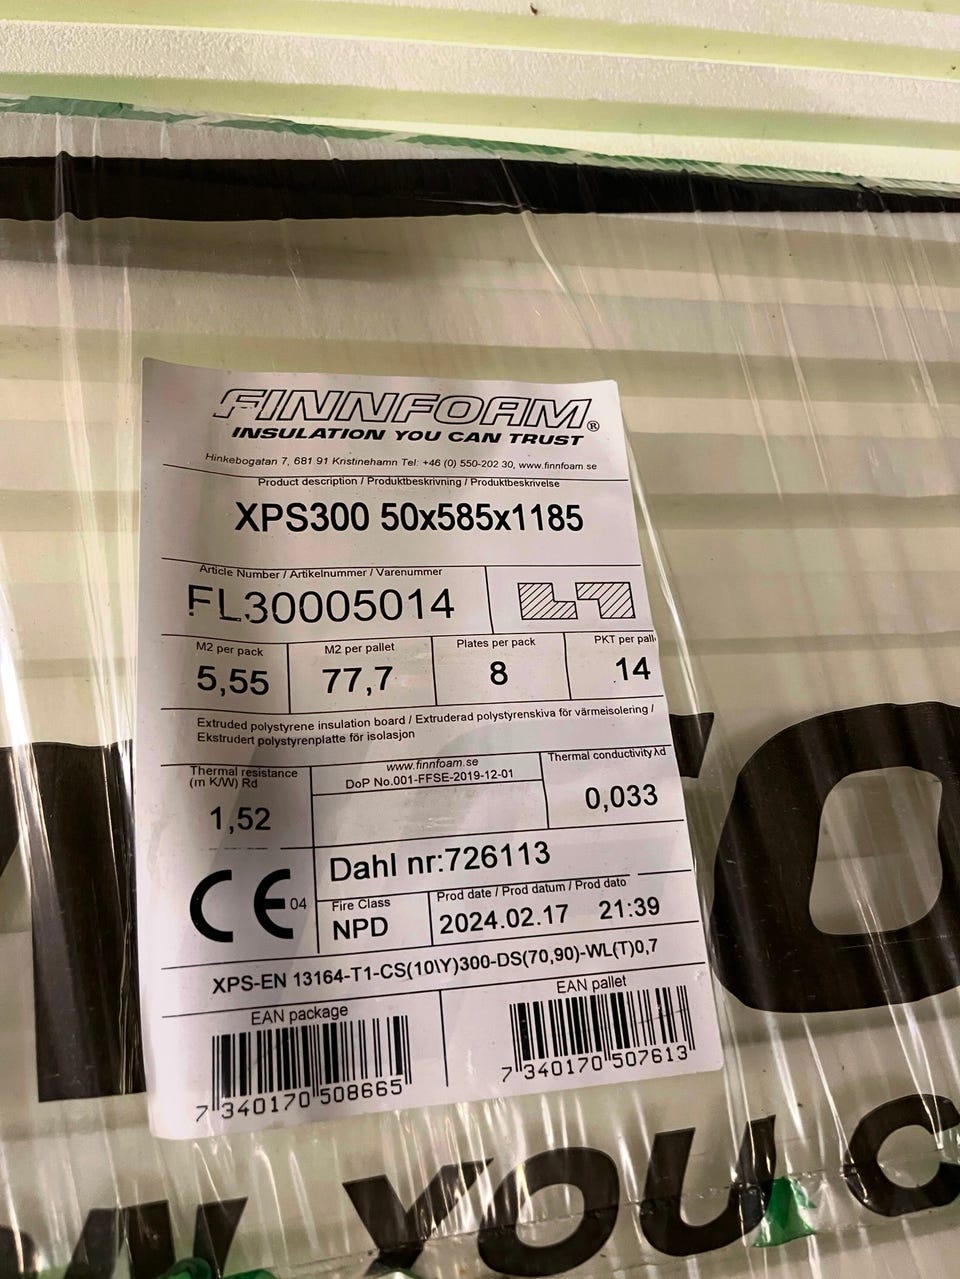 FINNFOAM®
INSULATION YOU CAN TRUST
Hinkebogatan 7, 681 91 Kristinehamn Tel: +46 (0) 550-202 30, www.finnfoam.se
Product description / Produktbeskrivning / Produktbeskrivelse
XPS300 50x585x1185
Article Number / Artikelnummer / Varenummer
FL30005014
M2 per pack M2 per pallet Plates per pack PKT per pall
5,55 77,7 8 14
Extruded polystyrene insulation board / Extruderad polystyrenskiva för värmeisolering /
Ekstrudert polystyrenplatte för isolasjon
Thermal resistance
(m K/W) Rd
1,52
www.finnfoam.se
DoP No.001-FFSE-2019-12-01
Thermal conductivity λd
0,033
CE 04
Dahl nr:726113
Fire Class
NPD
Prod date / Prod datum / Prod dato
2024.02.17 21:39
XPS-EN 13164-T1-CS(10\Y)300-DS(70,90)-WL(T)0,7
EAN package
7 340170 508665
EAN pallet
7 340170 507613
YOU C